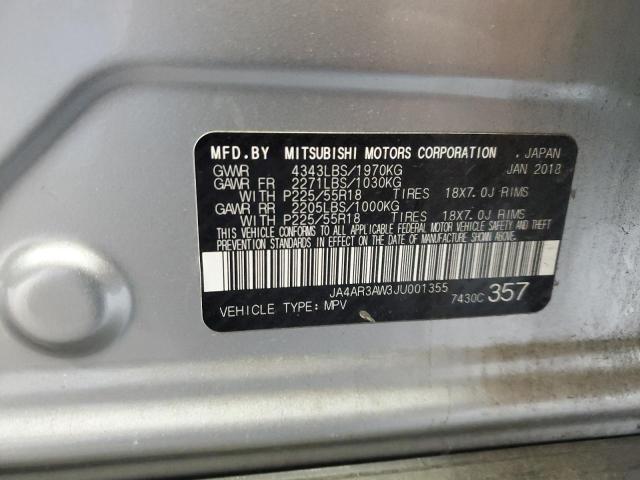 MFD.BY MITSUBISHI MOTORS CORPORATION . JAPAN
GVWR 4343LBS/1970KG JAN 2018
GAWR FR 2271LBS/1030KG
WITH P225/55R18 TIRES 18X7.0J RIMS
GAWR RR 2205LBS/1000KG
WITH P225/55R18 TIRES 18X7.0J RIMS
THIS VEHICLE CONFORMS TO ALL APPLICABLE FEDERAL MOTOR VEHICLE SAFETY AND THEFT
PREVENTION STANDARDS IN EFFECT ON THE DATE OF MANUFACTURE SHOWN ABOVE.
JA4AR3AW3JU001355
VEHICLE TYPE: MPV 7430C 357